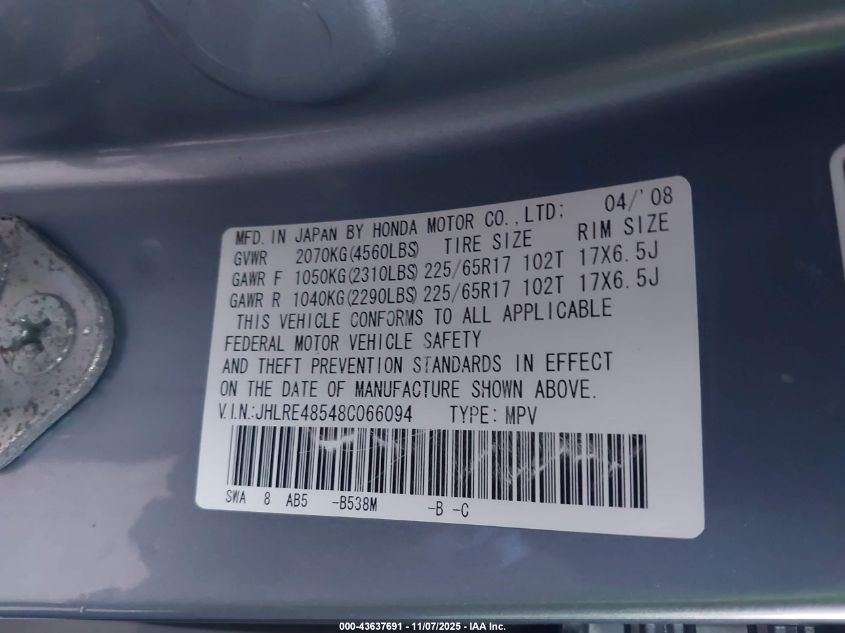 MFD. IN JAPAN BY HONDA MOTOR CO.,LTD; 04/'08
GVWR 2070KG(4560LBS) TIRE SIZE RIM SIZE
GAWR F 1050KG(2310LBS) 225/65R17 102T 17X6.5J
GAWR R 1040KG(2290LBS) 225/65R17 102T 17X6.5J
THIS VEHICLE CONFORMS TO ALL APPLICABLE
FEDERAL MOTOR VEHICLE SAFETY
AND THEFT PREVENTION STANDARDS IN EFFECT
ON THE DATE OF MANUFACTURE SHOWN ABOVE.
V.I.N.:JHLRE48548C066094 TYPE: MPV
SWA 8 AB5 -B538M -B -C
000-43637691 - 11/07/2025 - IAA Inc.